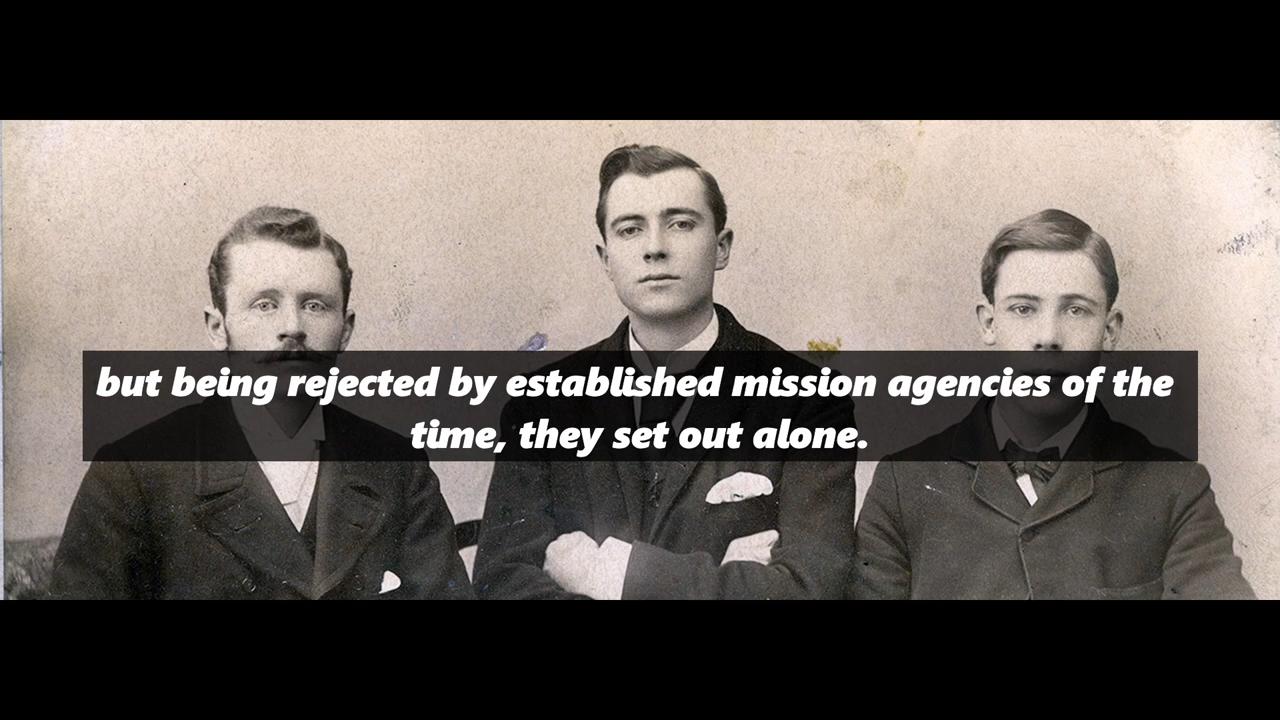 but being rejected by established mission agencies of the
time, they set out alone.